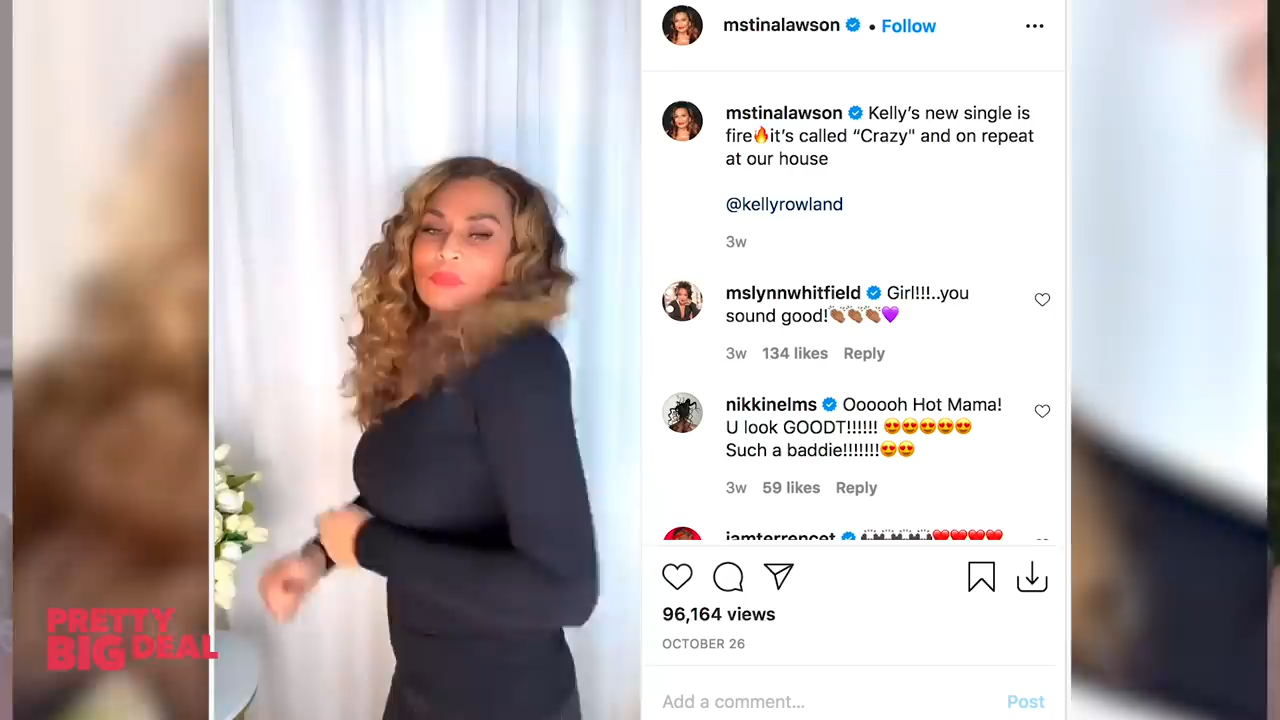 mstinalawson • Follow
mstinalawson Kelly's new single is
fire🔥it's called “Crazy" and on repeat
at our house
@kellyrowland
3w
mslynnwhitfield Girl!!!..you
sound good!👏🏾👏🏾👏🏾💜
3w 134 likes Reply
nikkinelms Oooooh Hot Mama!
U look GOODT!!!!!! 😍😍😍😍😍
Such a baddie!!!!!!!😍😍
3w 59 likes Reply
iamterrencet 🙌🏿🙌🏿🙌🏿🙌🏿❤️❤️❤️❤️
96,164 views
OCTOBER 26
Add a comment... Post
PRETTY
BIG DEAL